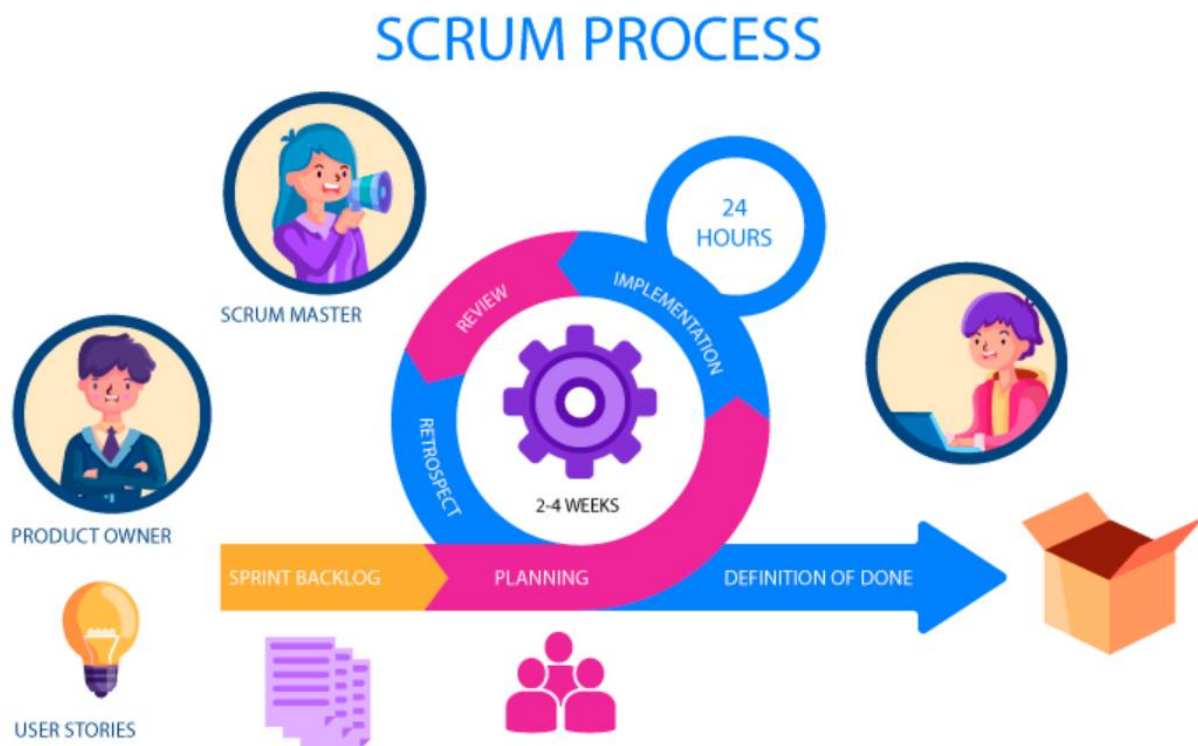 SCRUM PROCESS
SCRUM MASTER
24
HOURS
REVIEW
IMPLEMENTATION
RETROSPECT
2-4 WEEKS
PRODUCT OWNER
SPRINT BACKLOG
PLANNING
DEFINITION OF DONE
USER STORIES